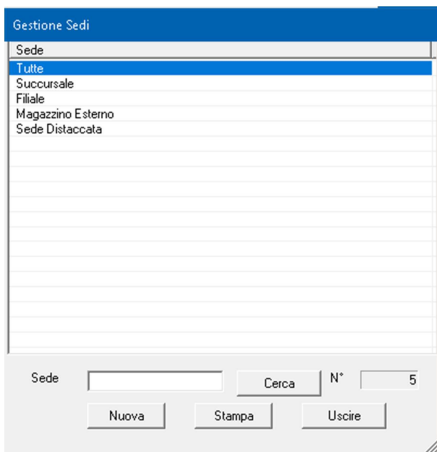 Gestione Sedi
Sede
Tutte
Succursale
Filiale
Magazzino Esterno
Sede Distaccata
Sede Cerca N° 5
Nuova Stampa Uscire